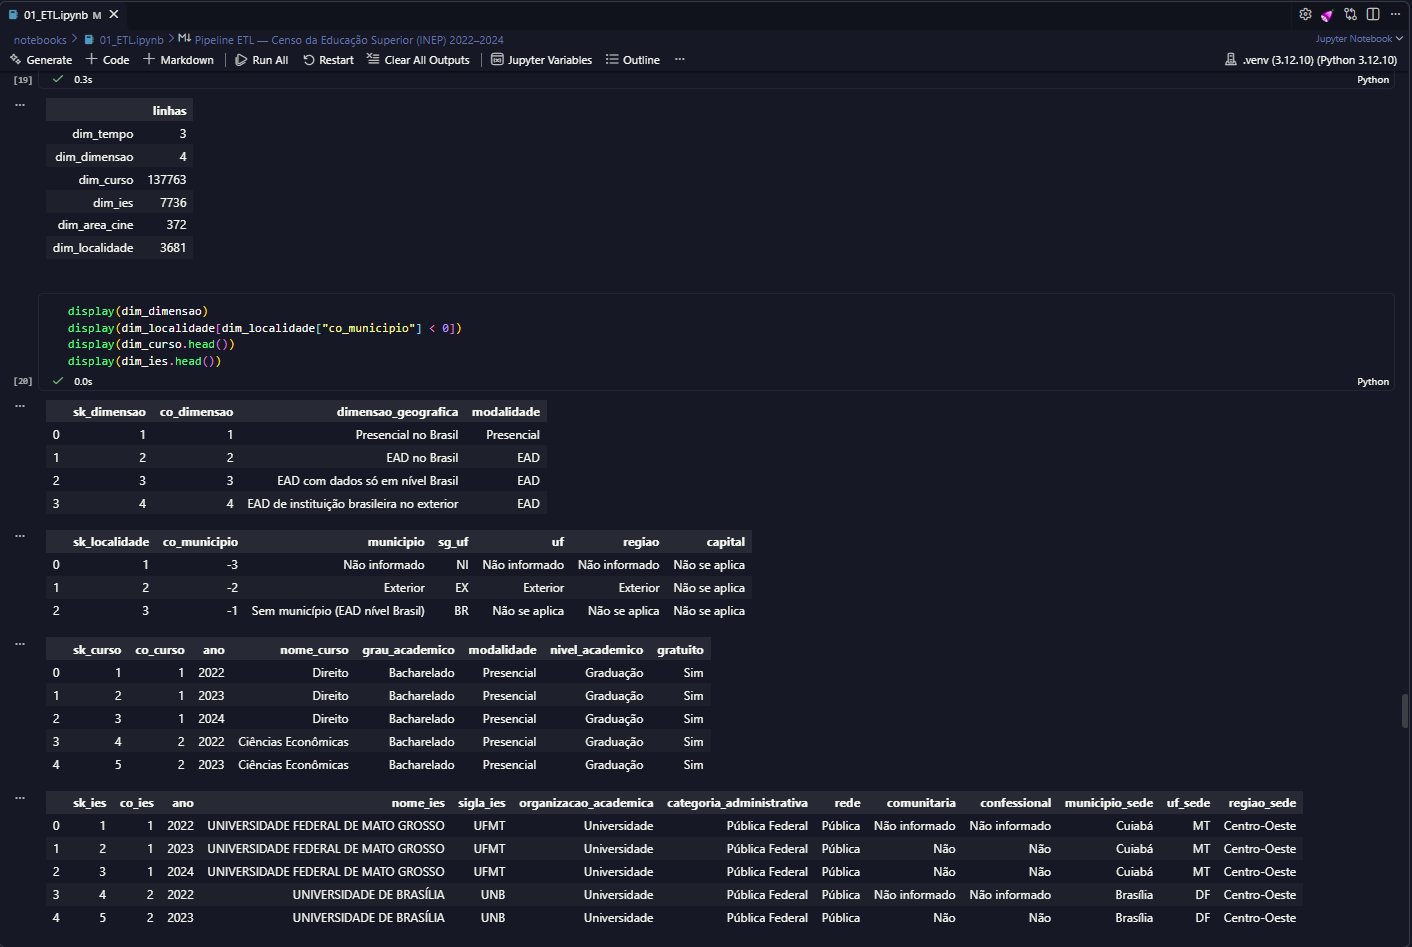 01_ETL.ipynb M
notebooks > 01_ETL.ipynb > M↓ Pipeline ETL — Censo da Educação Superior (INEP) 2022–2024
Jupyter Notebook
Generate + Code + Markdown | Run All Restart Clear All Outputs | Jupyter Variables Outline ...
.venv (3.12.10) (Python 3.12.10)
[19] 0.3s Python
linhas
dim_tempo 3
dim_dimensao 4
dim_curso 137763
dim_ies 7736
dim_area_cine 372
dim_localidade 3681
display(dim_dimensao)
display(dim_localidade[dim_localidade["co_municipio"] < 0])
display(dim_curso.head())
display(dim_ies.head())
[20] 0.0s Python
sk_dimensao co_dimensao dimensao_geografica modalidade
0 1 1 Presencial no Brasil Presencial
1 2 2 EAD no Brasil EAD
2 3 3 EAD com dados só em nível Brasil EAD
3 4 4 EAD de instituição brasileira no exterior EAD
sk_localidade co_municipio municipio sg_uf uf regiao capital
0 1 -3 Não informado NI Não informado Não informado Não se aplica
1 2 -2 Exterior EX Exterior Exterior Não se aplica
2 3 -1 Sem município (EAD nível Brasil) BR Não se aplica Não se aplica Não se aplica
sk_curso co_curso ano nome_curso grau_academico modalidade nivel_academico gratuito
0 1 1 2022 Direito Bacharelado Presencial Graduação Sim
1 2 1 2023 Direito Bacharelado Presencial Graduação Sim
2 3 1 2024 Direito Bacharelado Presencial Graduação Sim
3 4 2 2022 Ciências Econômicas Bacharelado Presencial Graduação Sim
4 5 2 2023 Ciências Econômicas Bacharelado Presencial Graduação Sim
sk_ies co_ies ano nome_ies sigla_ies organizacao_academica categoria_administrativa rede comunitaria confessional municipio_sede uf_sede regiao_sede
0 1 1 2022 UNIVERSIDADE FEDERAL DE MATO GROSSO UFMT Universidade Pública Federal Pública Não informado Não informado Cuiabá MT Centro-Oeste
1 2 1 2023 UNIVERSIDADE FEDERAL DE MATO GROSSO UFMT Universidade Pública Federal Pública Não Não Cuiabá MT Centro-Oeste
2 3 1 2024 UNIVERSIDADE FEDERAL DE MATO GROSSO UFMT Universidade Pública Federal Pública Não Não Cuiabá MT Centro-Oeste
3 4 2 2022 UNIVERSIDADE DE BRASÍLIA UNB Universidade Pública Federal Pública Não informado Não informado Brasília DF Centro-Oeste
4 5 2 2023 UNIVERSIDADE DE BRASÍLIA UNB Universidade Pública Federal Pública Não Não Brasília DF Centro-Oeste